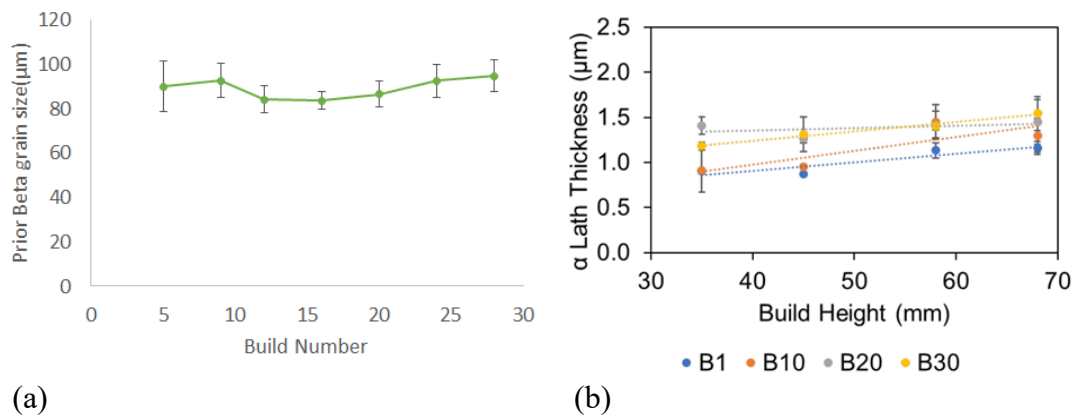 120
100
80
60
40
20
0
Prior Beta grain size(µm)
0 5 10 15 20 25 30
Build Number
(a)
2.5
2.0
1.5
1.0
0.5
0.0
α Lath Thickness (µm)
30 40 50 60 70
Build Height (mm)
B1 B10 B20 B30
(b)